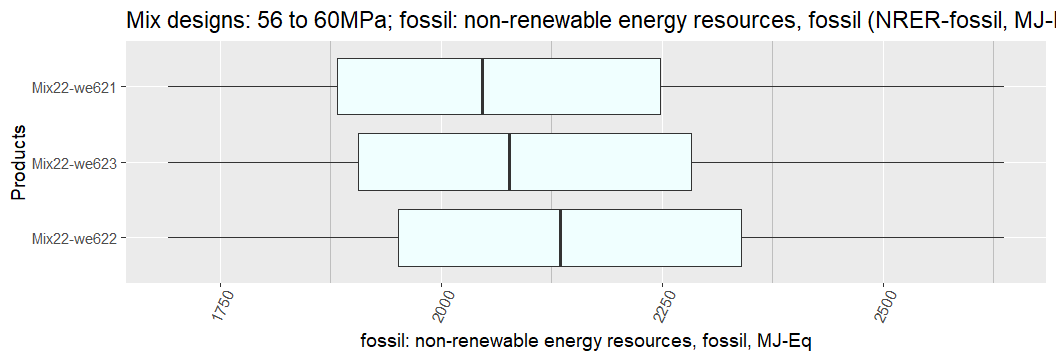 Mix designs: 56 to 60MPa; fossil: non-renewable energy resources, fossil (NRER-fossil, MJ-
Products
Mix22-we621
Mix22-we623
Mix22-we622
1750
2000
2250
2500
fossil: non-renewable energy resources, fossil, MJ-Eq